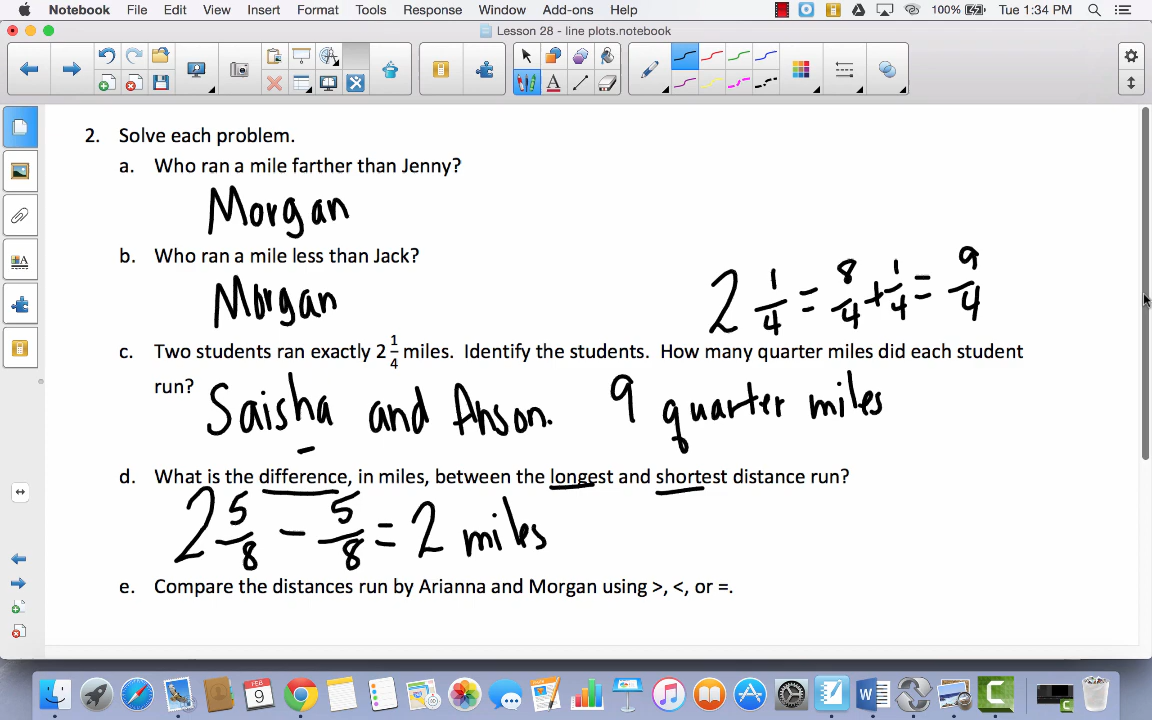 Notebook File Edit View Insert Format Tools Response Window Add-ons Help 100% Tue 1:34 PM
Lesson 28 - line plots.notebook
2. Solve each problem.
a. Who ran a mile farther than Jenny?
Morgan
b. Who ran a mile less than Jack?
Morgan
2 1/4 = 8/4 + 1/4 = 9/4
c. Two students ran exactly 2 1/4 miles. Identify the students. How many quarter miles did each student
run?
Saisha and Anson. 9 quarter miles
d. What is the difference, in miles, between the longest and shortest distance run?
2 5/8 - 5/8 = 2 miles
e. Compare the distances run by Arianna and Morgan using >, <, or =.
FEB
9